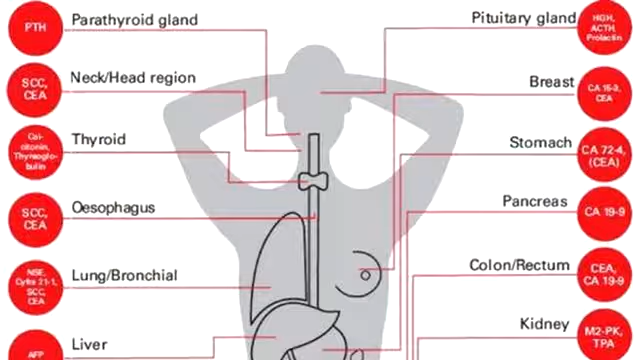 PTH
Parathyroid gland
SCC,
CEA
Neck/Head region
Cal-
citonin,
Thyreoglo-
bulin
Thyroid
SCC,
CEA
Oesophagus
NSE,
Cyfra 21-1,
SCC,
CEA
Lung/Bronchial
AFP
Liver
Pituitary gland
HGH,
ACTH,
Prolactin
Breast
CA 15-3,
CEA
Stomach
CA 72-4,
(CEA)
Pancreas
CA 19-9
Colon/Rectum
CEA,
CA 19-9
Kidney
M2-PK,
TPA